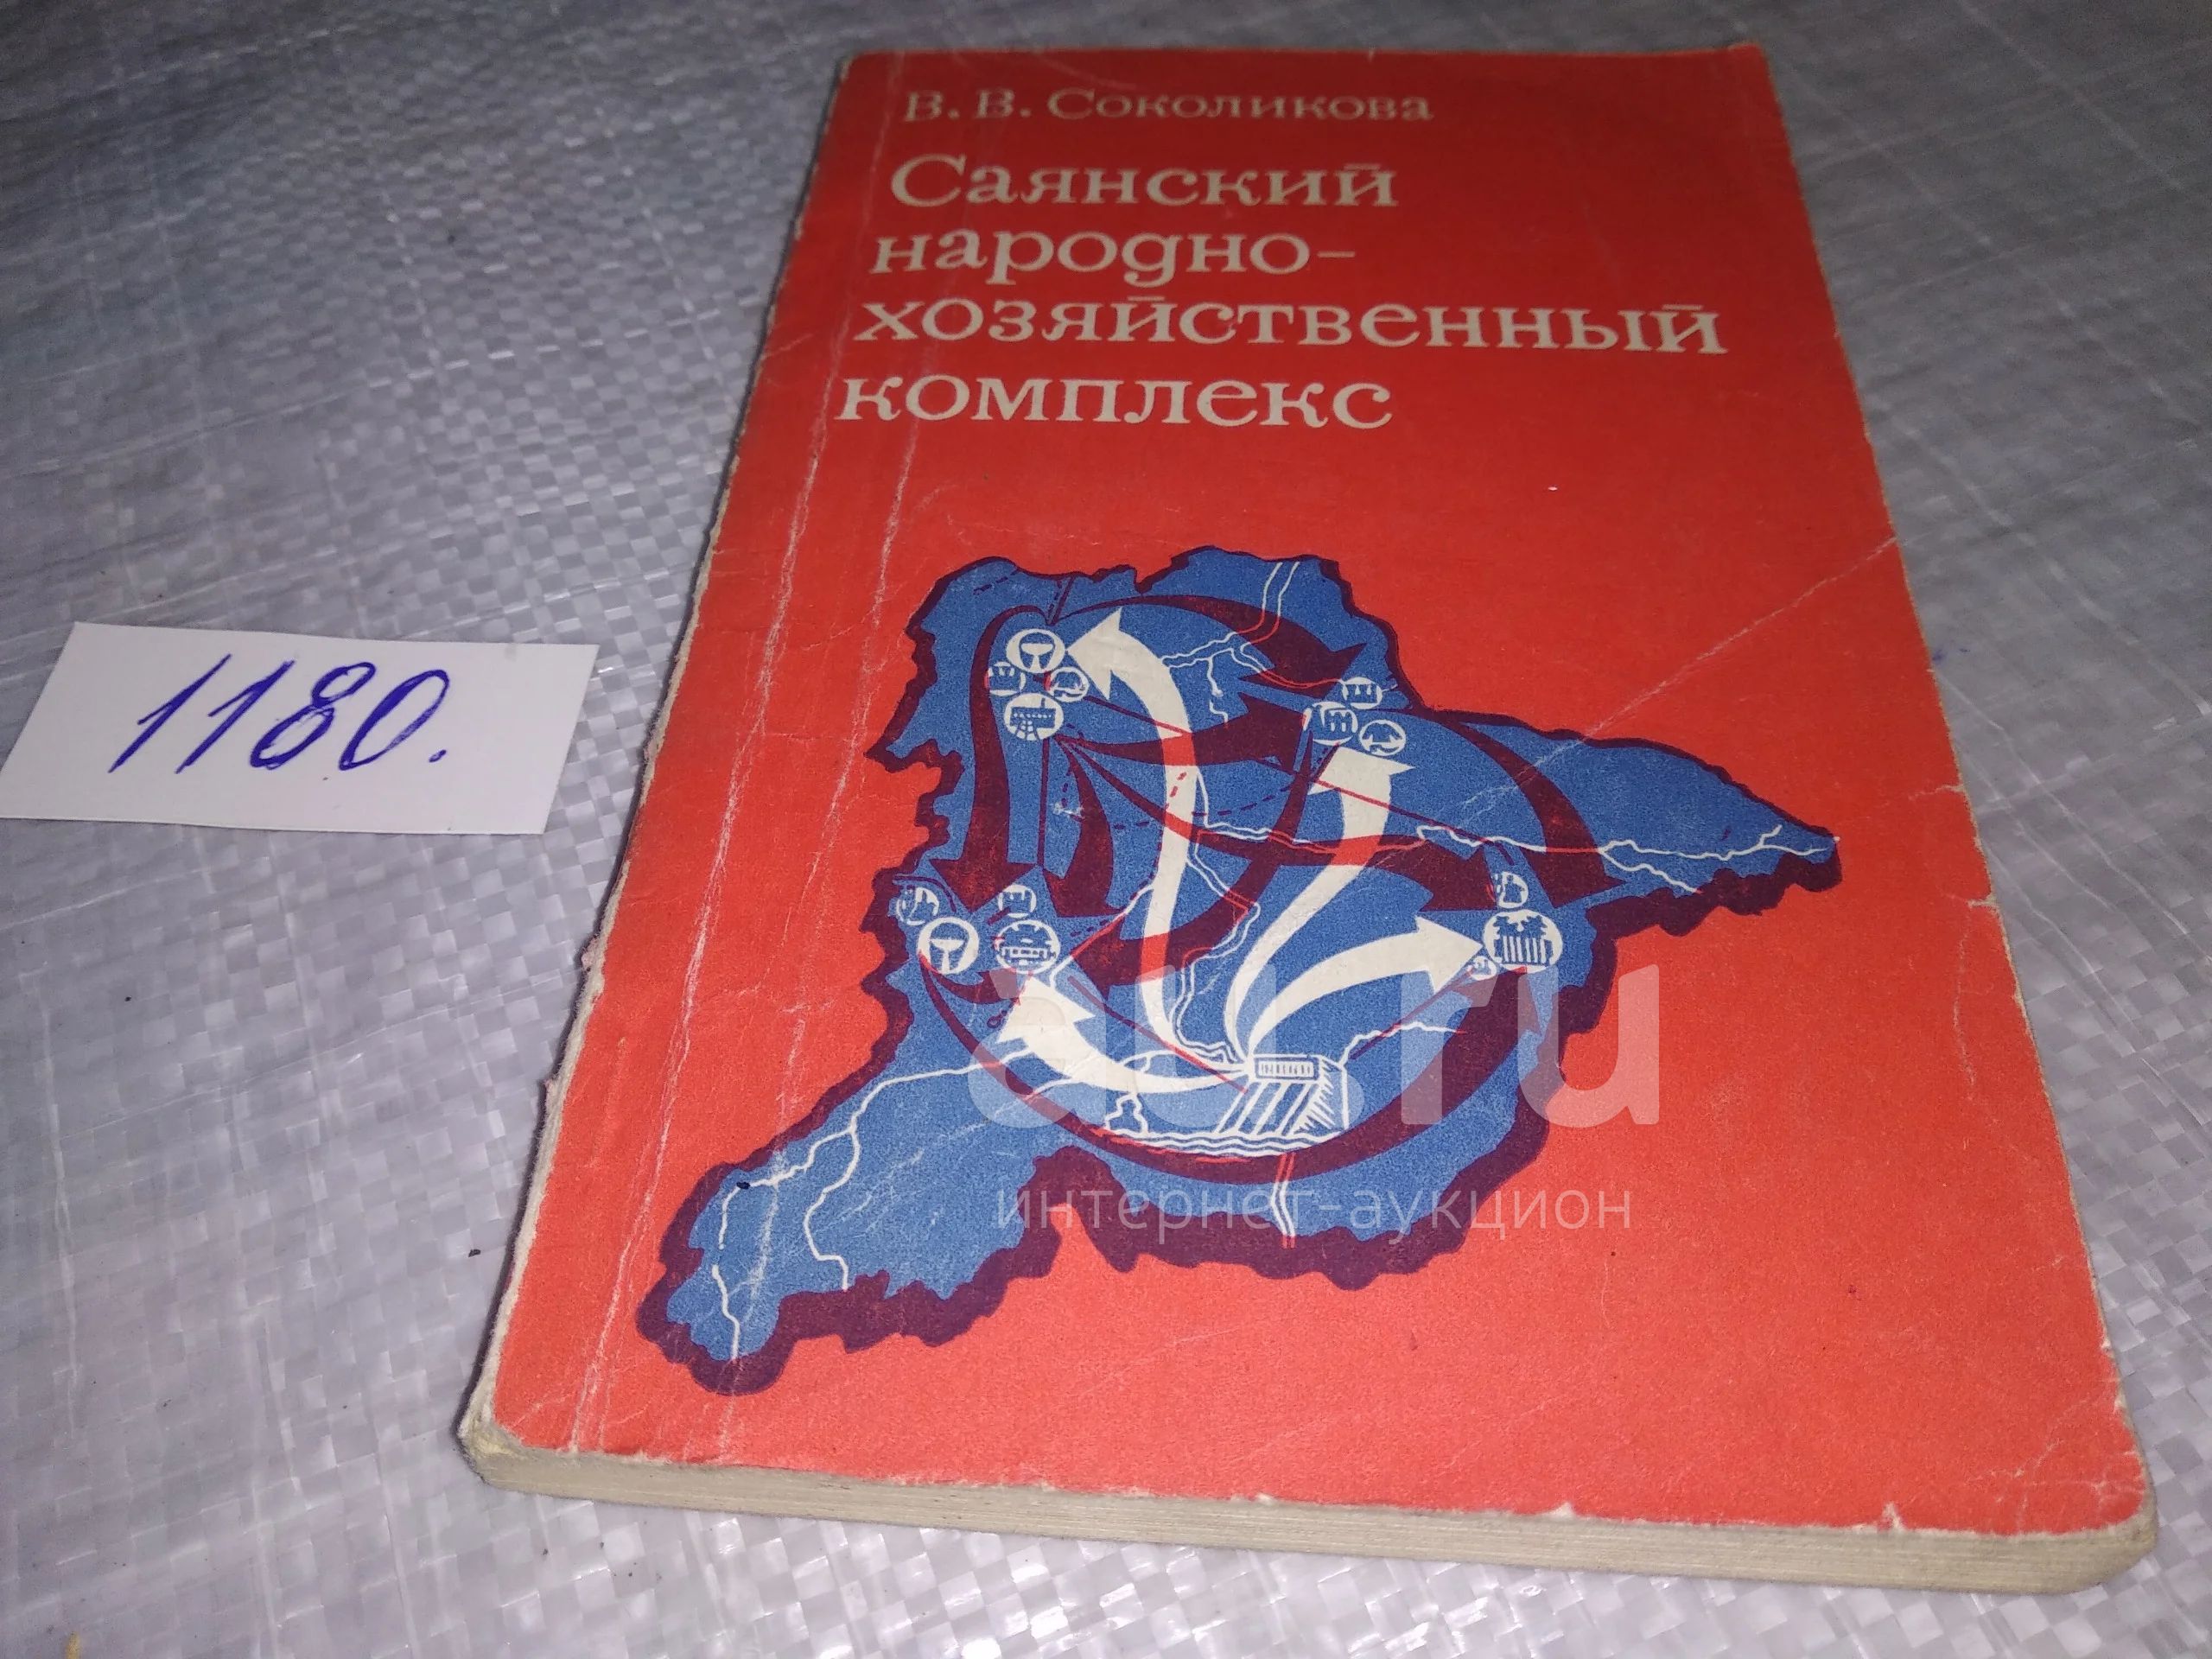 В. В. Соколикова
Саянский
народно-
хозяйственный
комплекс
1180.
au.ru
интернет-аукцион